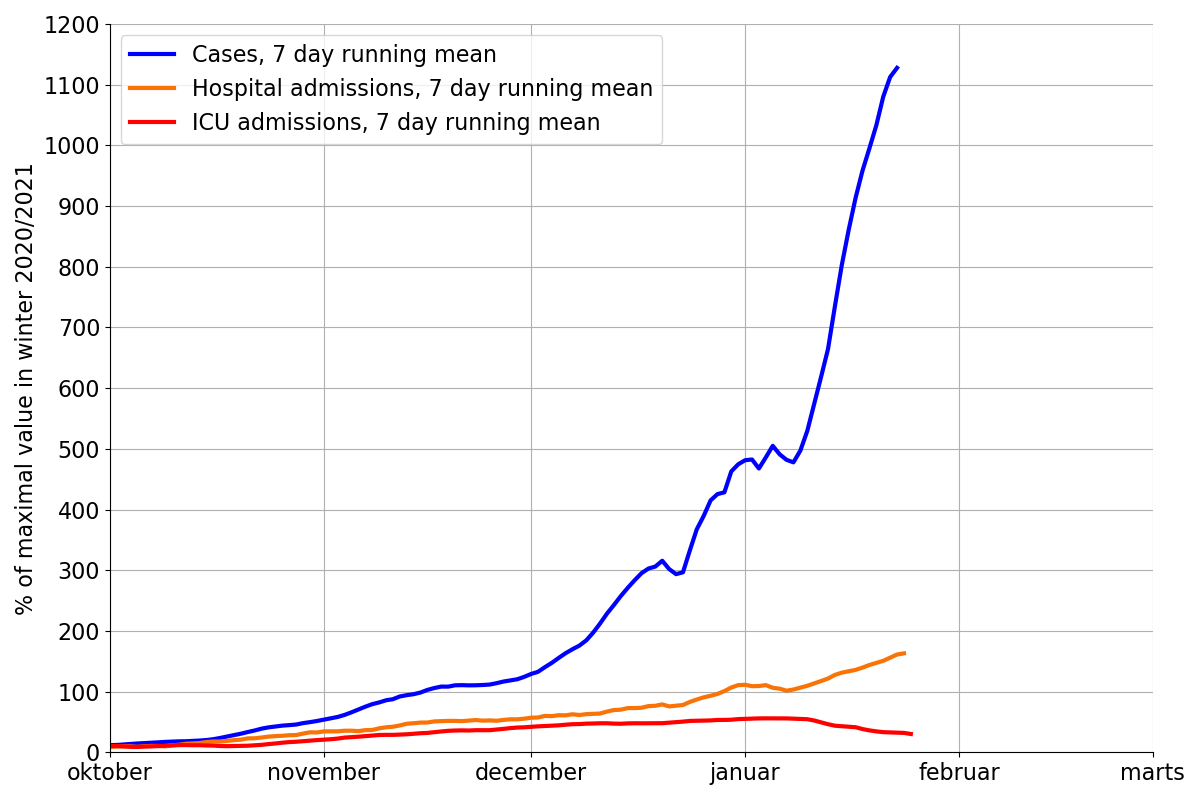 1200
1100
1000
900
800
700
600
500
400
300
200
100
0
% of maximal value in winter 2020/2021
Cases, 7 day running mean
Hospital admissions, 7 day running mean
ICU admissions, 7 day running mean
oktober november december januar februar marts